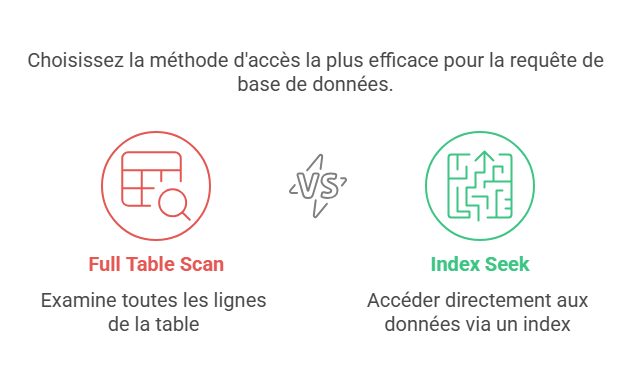 Choisissez la méthode d'accès la plus efficace pour la requête de
base de données.
VS
Full Table Scan
Index Seek
Examine toutes les lignes
de la table
Accéder directement aux
données via un index